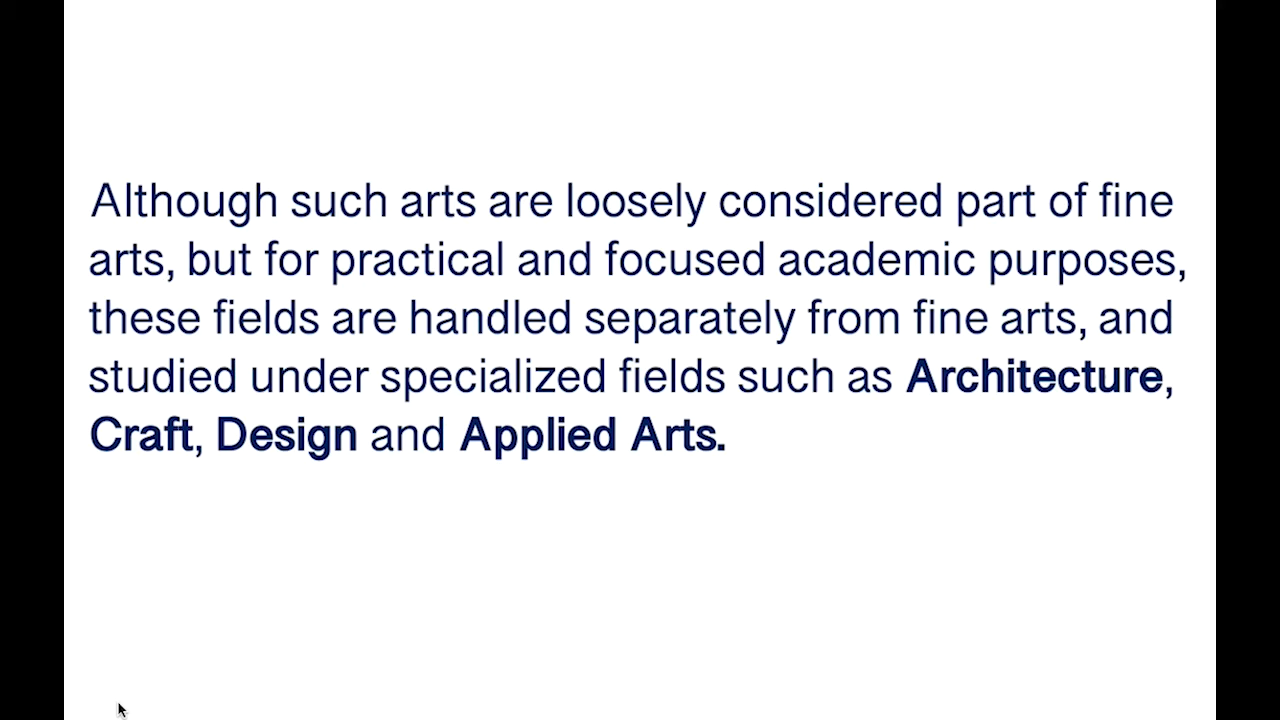 Although such arts are loosely considered part of fine
arts, but for practical and focused academic purposes,
these fields are handled separately from fine arts, and
studied under specialized fields such as Architecture,
Craft, Design and Applied Arts.